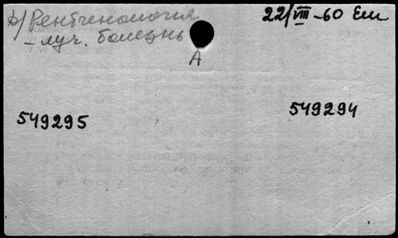 д/Рентгенология 22/VIII-60
– луч. болезнь
А
549295 549294